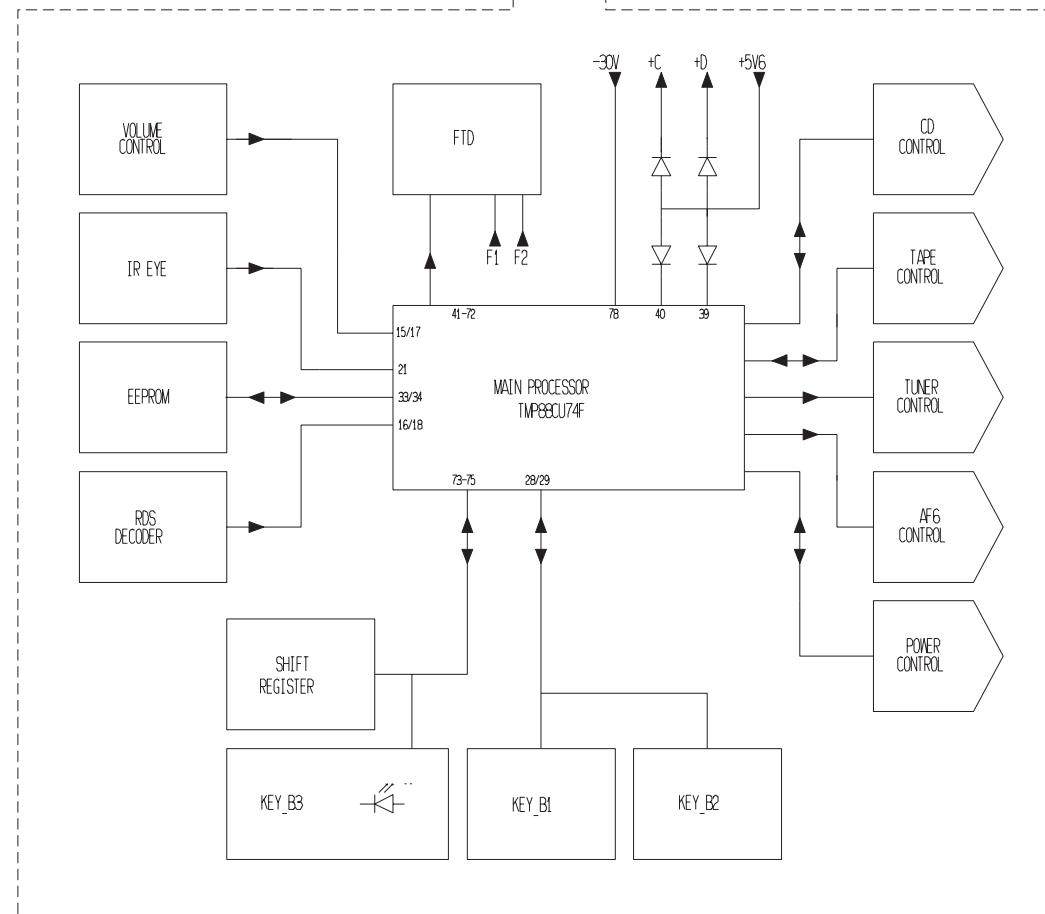 -30V +C +D +5V6
VOLUME
CONTROL
FTD
CD
CONTROL
IR EYE
F1 F2
TAPE
CONTROL
41-72 78 40 39
15/17
21
33/34
16/18
MAIN PROCESSOR
TMP88CU74F
EEPROM
TUNER
CONTROL
73-75 28/29
RDS
DECODER
AF6
CONTROL
SHIFT
REGISTER
POWER
CONTROL
KEY_B3
KEY_B1
KEY_B2